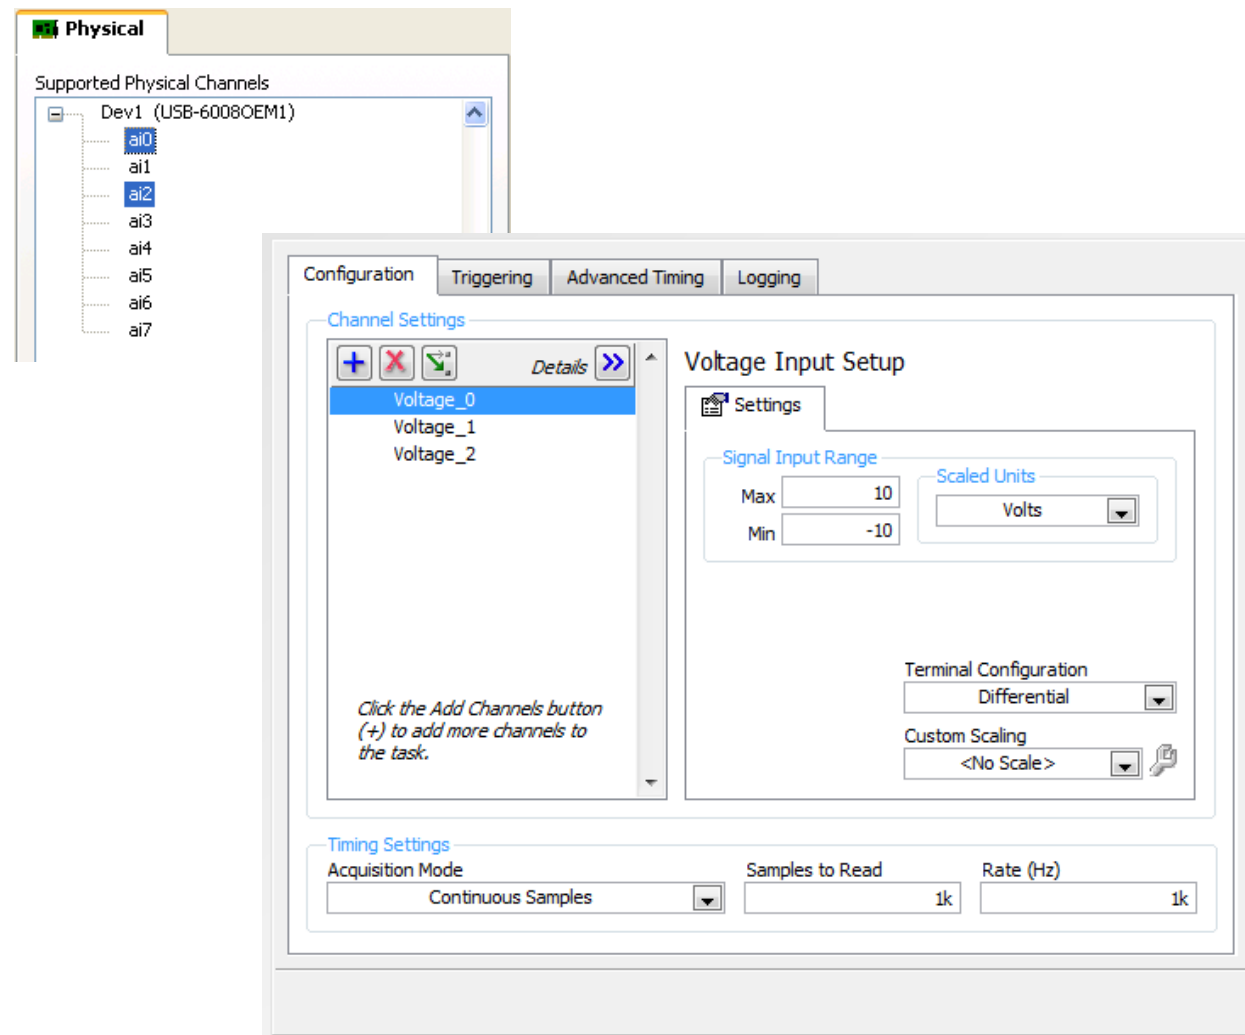 Physical
Supported Physical Channels
Dev1 (USB-6008OEM1)
ai0
ai1
ai2
ai3
ai4
ai5
ai6
ai7
Configuration Triggering Advanced Timing Logging
Channel Settings
Details
Voltage_0
Voltage_1
Voltage_2
Click the Add Channels button
(+) to add more channels to
the task.
Voltage Input Setup
Settings
Signal Input Range
Max 10
Min -10
Scaled Units
Volts
Terminal Configuration
Differential
Custom Scaling
<No Scale>
Timing Settings
Acquisition Mode Samples to Read Rate (Hz)
Continuous Samples 1k 1k